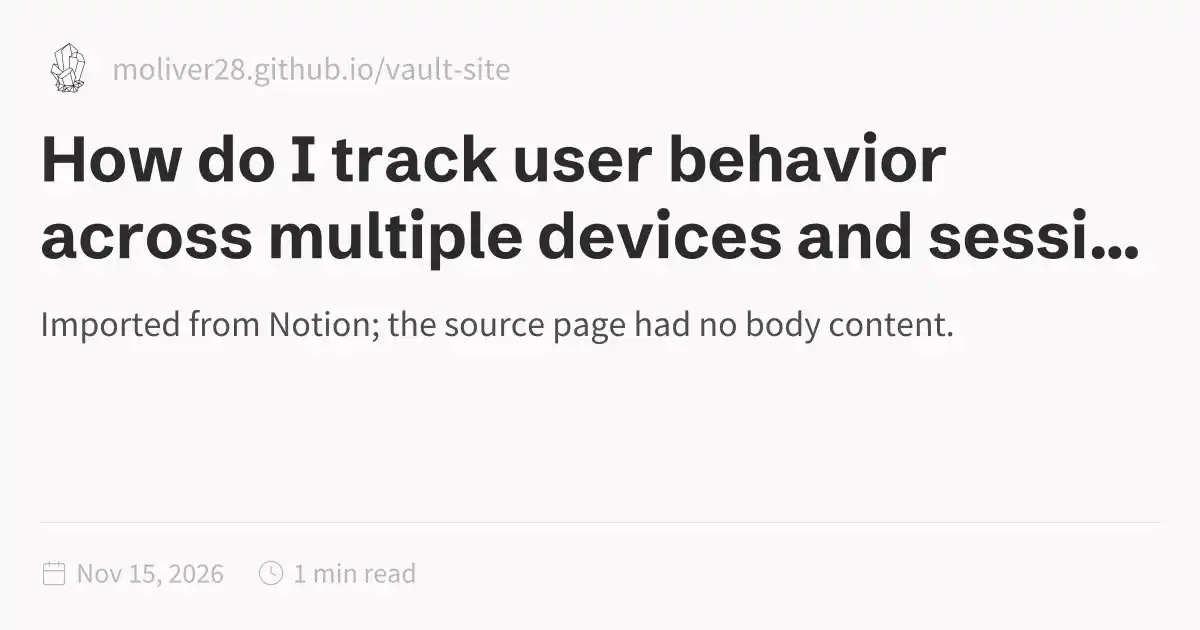 moliver28.github.io/vault-site
How do I track user behavior
across multiple devices and sessi...
Imported from Notion; the source page had no body content.
Nov 15, 2026 1 min read